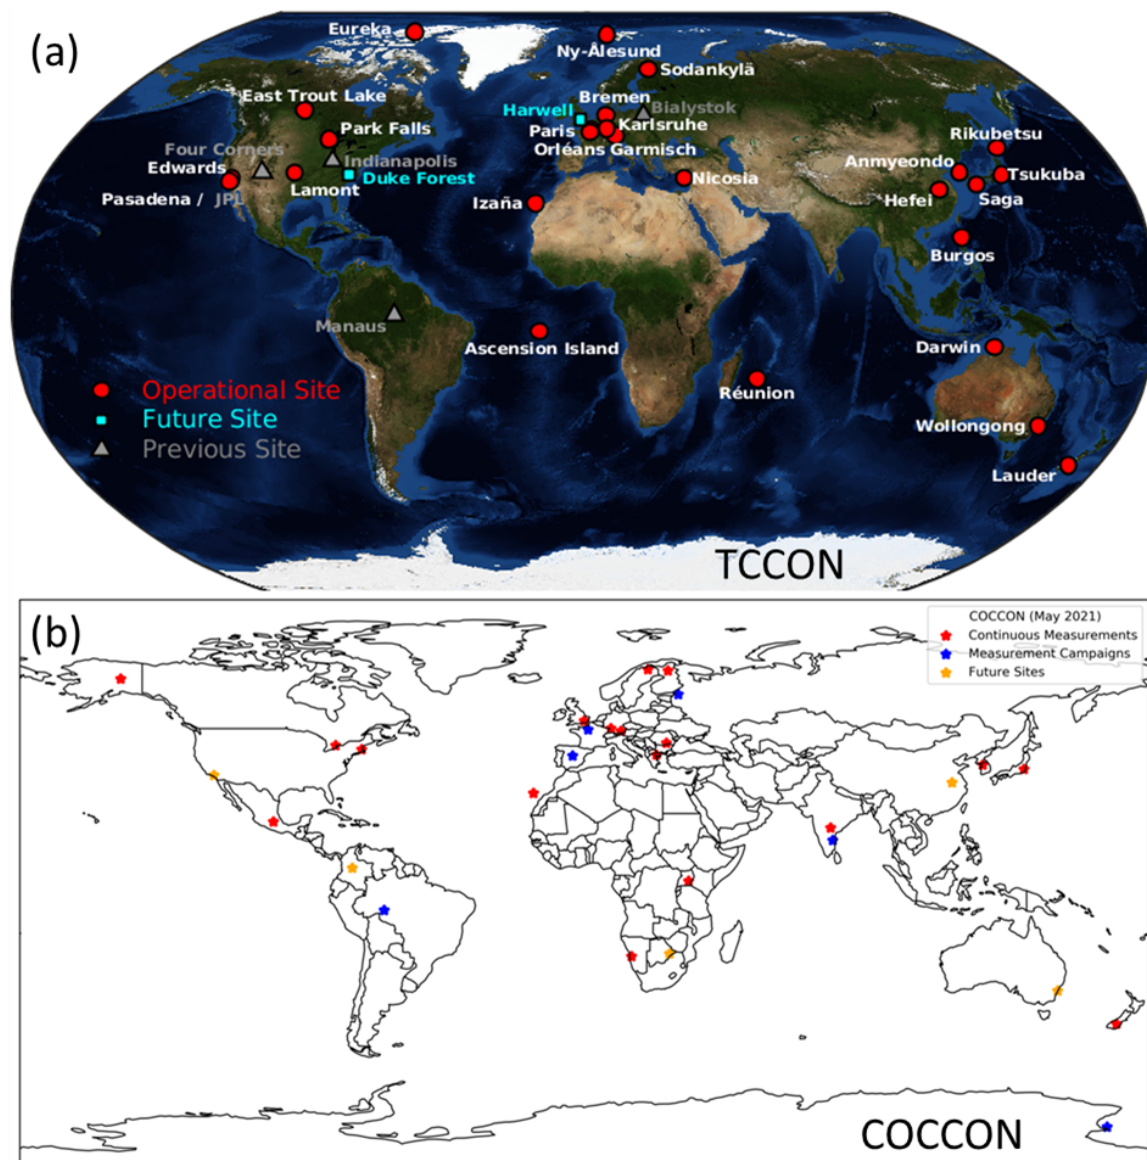 (a)
Eureka
Ny-Ålesund
Sodankylä
East Trout Lake
Bremen
Harwell
Bialystok
Park Falls
Paris
Karlsruhe
Rikubetsu
Four Corners
Indianapolis
Orléans Garmisch
Anmyeondo
Edwards
Duke Forest
Nicosia
Tsukuba
Lamont
Pasadena / JPL
Izaña
Hefei
Saga
Burgos
Manaus
Ascension Island
Darwin
Operational Site
Réunion
Future Site
Wollongong
Previous Site
Lauder
TCCON
(b)
COCCON (May 2021)
Continuous Measurements
Measurement Campaigns
Future Sites
COCCON